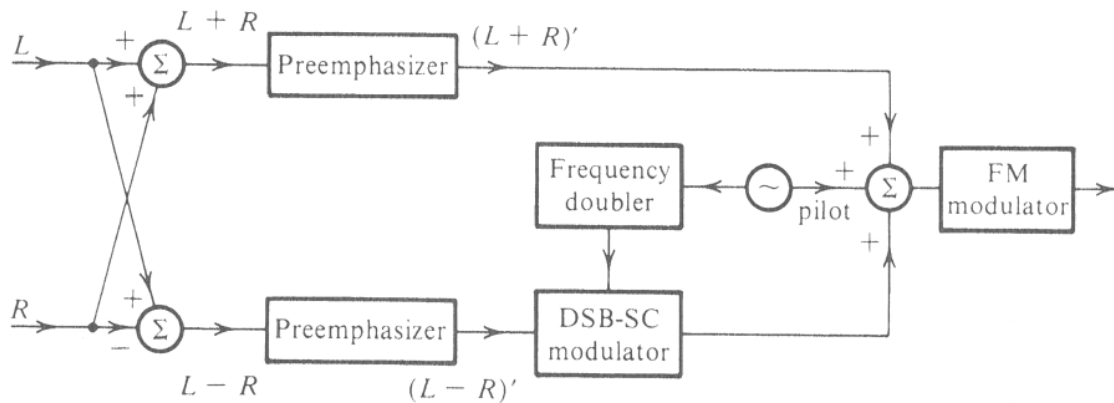 L + R
(L + R)′
L
+
Σ
Preemphasizer
+
+
Frequency
doubler
~
pilot
+
Σ
+
FM
modulator
R
+
−
Σ
Preemphasizer
DSB-SC
modulator
L − R
(L − R)′